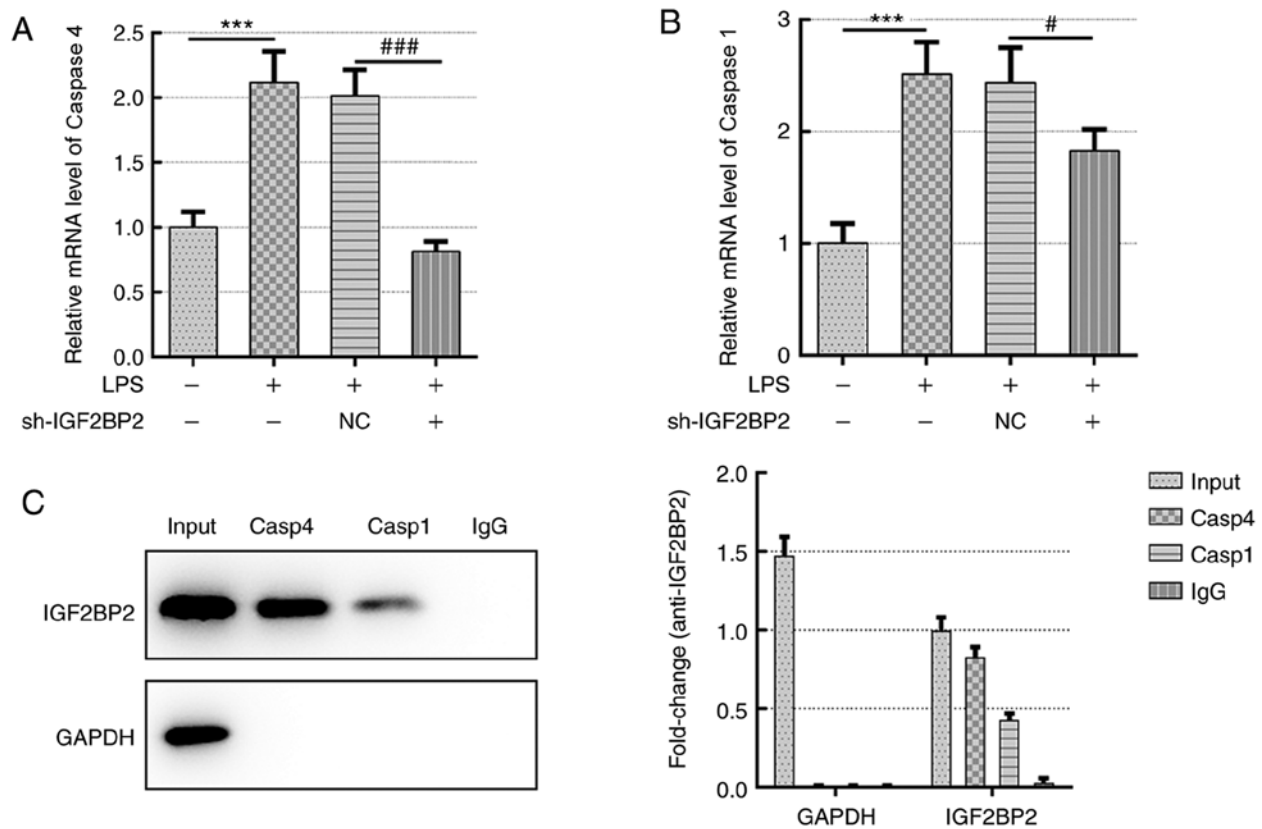 A
Relative mRNA level of Caspase 4
2.5
2.0
1.5
1.0
0.5
0.0
***
###
LPS − + + +
sh-IGF2BP2 − − NC +
B
Relative mRNA level of Caspase 1
3
2
1
0
***
#
LPS − + + +
sh-IGF2BP2 − − NC +
C
Input Casp4 Casp1 IgG
IGF2BP2
GAPDH
Fold-change (anti-IGF2BP2)
2.0
1.5
1.0
0.5
0.0
GAPDH IGF2BP2
Input
Casp4
Casp1
IgG